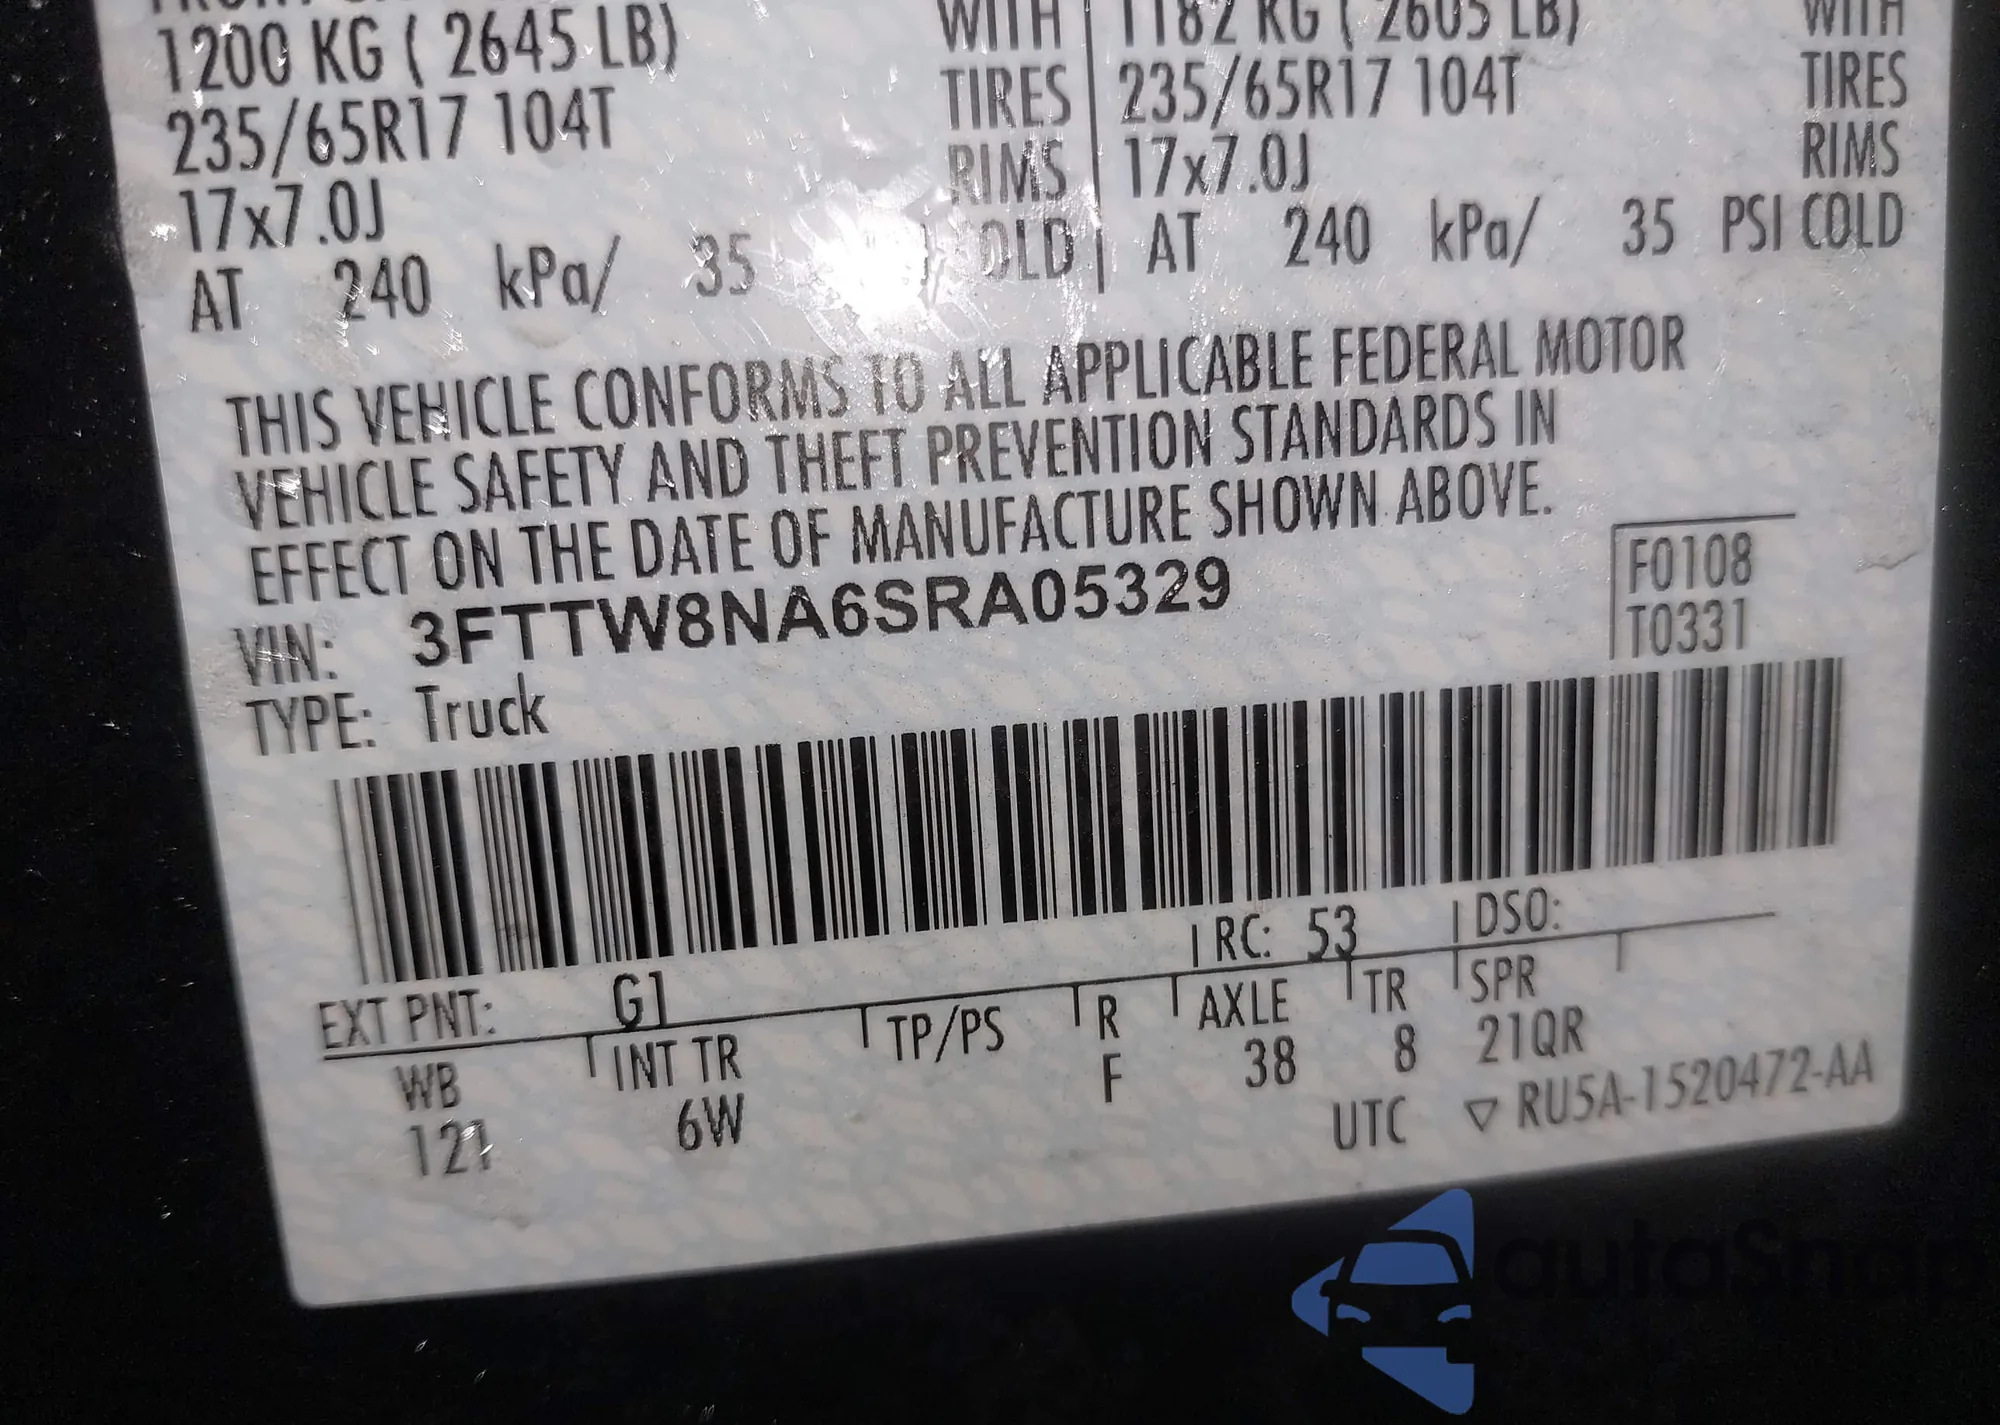 1200 KG ( 2645 LB) WITH 1182 KG ( 2605 LB) WITH
235/65R17 104T TIRES 235/65R17 104T TIRES
17x7.0J RIMS 17x7.0J RIMS
AT 240 kPa/ 35 COLD AT 240 kPa/ 35 PSI COLD
THIS VEHICLE CONFORMS TO ALL APPLICABLE FEDERAL MOTOR
VEHICLE SAFETY AND THEFT PREVENTION STANDARDS IN
EFFECT ON THE DATE OF MANUFACTURE SHOWN ABOVE.
F0108
VIN: 3FTTW8NA6SRA05329
T0331
TYPE: Truck
EXT PNT: G1 RC: 53 DSO:
WB INT TR TP/PS R AXLE TR SPR
121 6W F 38 8 21QR
UTC ▽ RU5A-1520472-AA
autoSnap